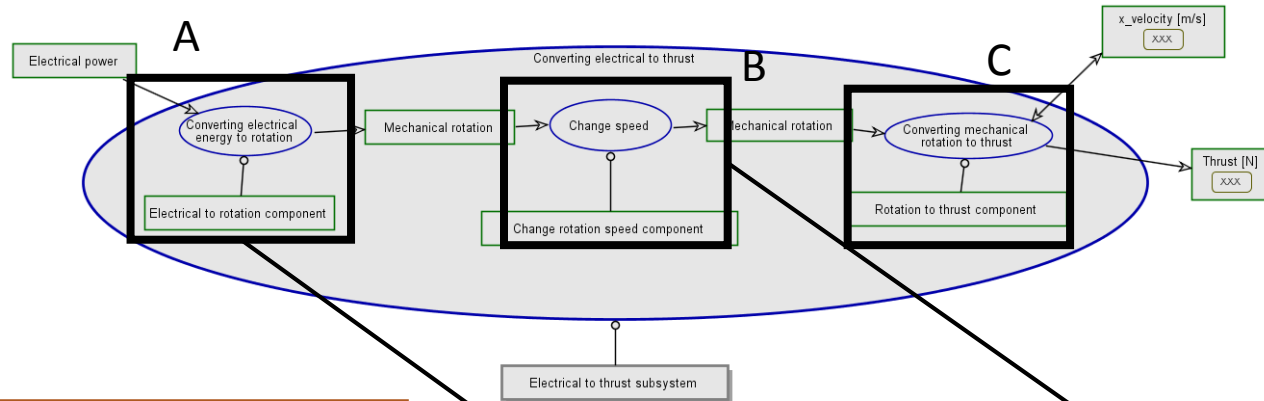 A
Electrical power
Converting electrical to thrust
x_velocity [m/s]
xxx
B
C
Converting electrical
energy to rotation
Mechanical rotation
Change speed
Mechanical rotation
Converting mechanical
rotation to thrust
Thrust [N]
xxx
Electrical to rotation component
Change rotation speed component
Rotation to thrust component
Electrical to thrust subsystem